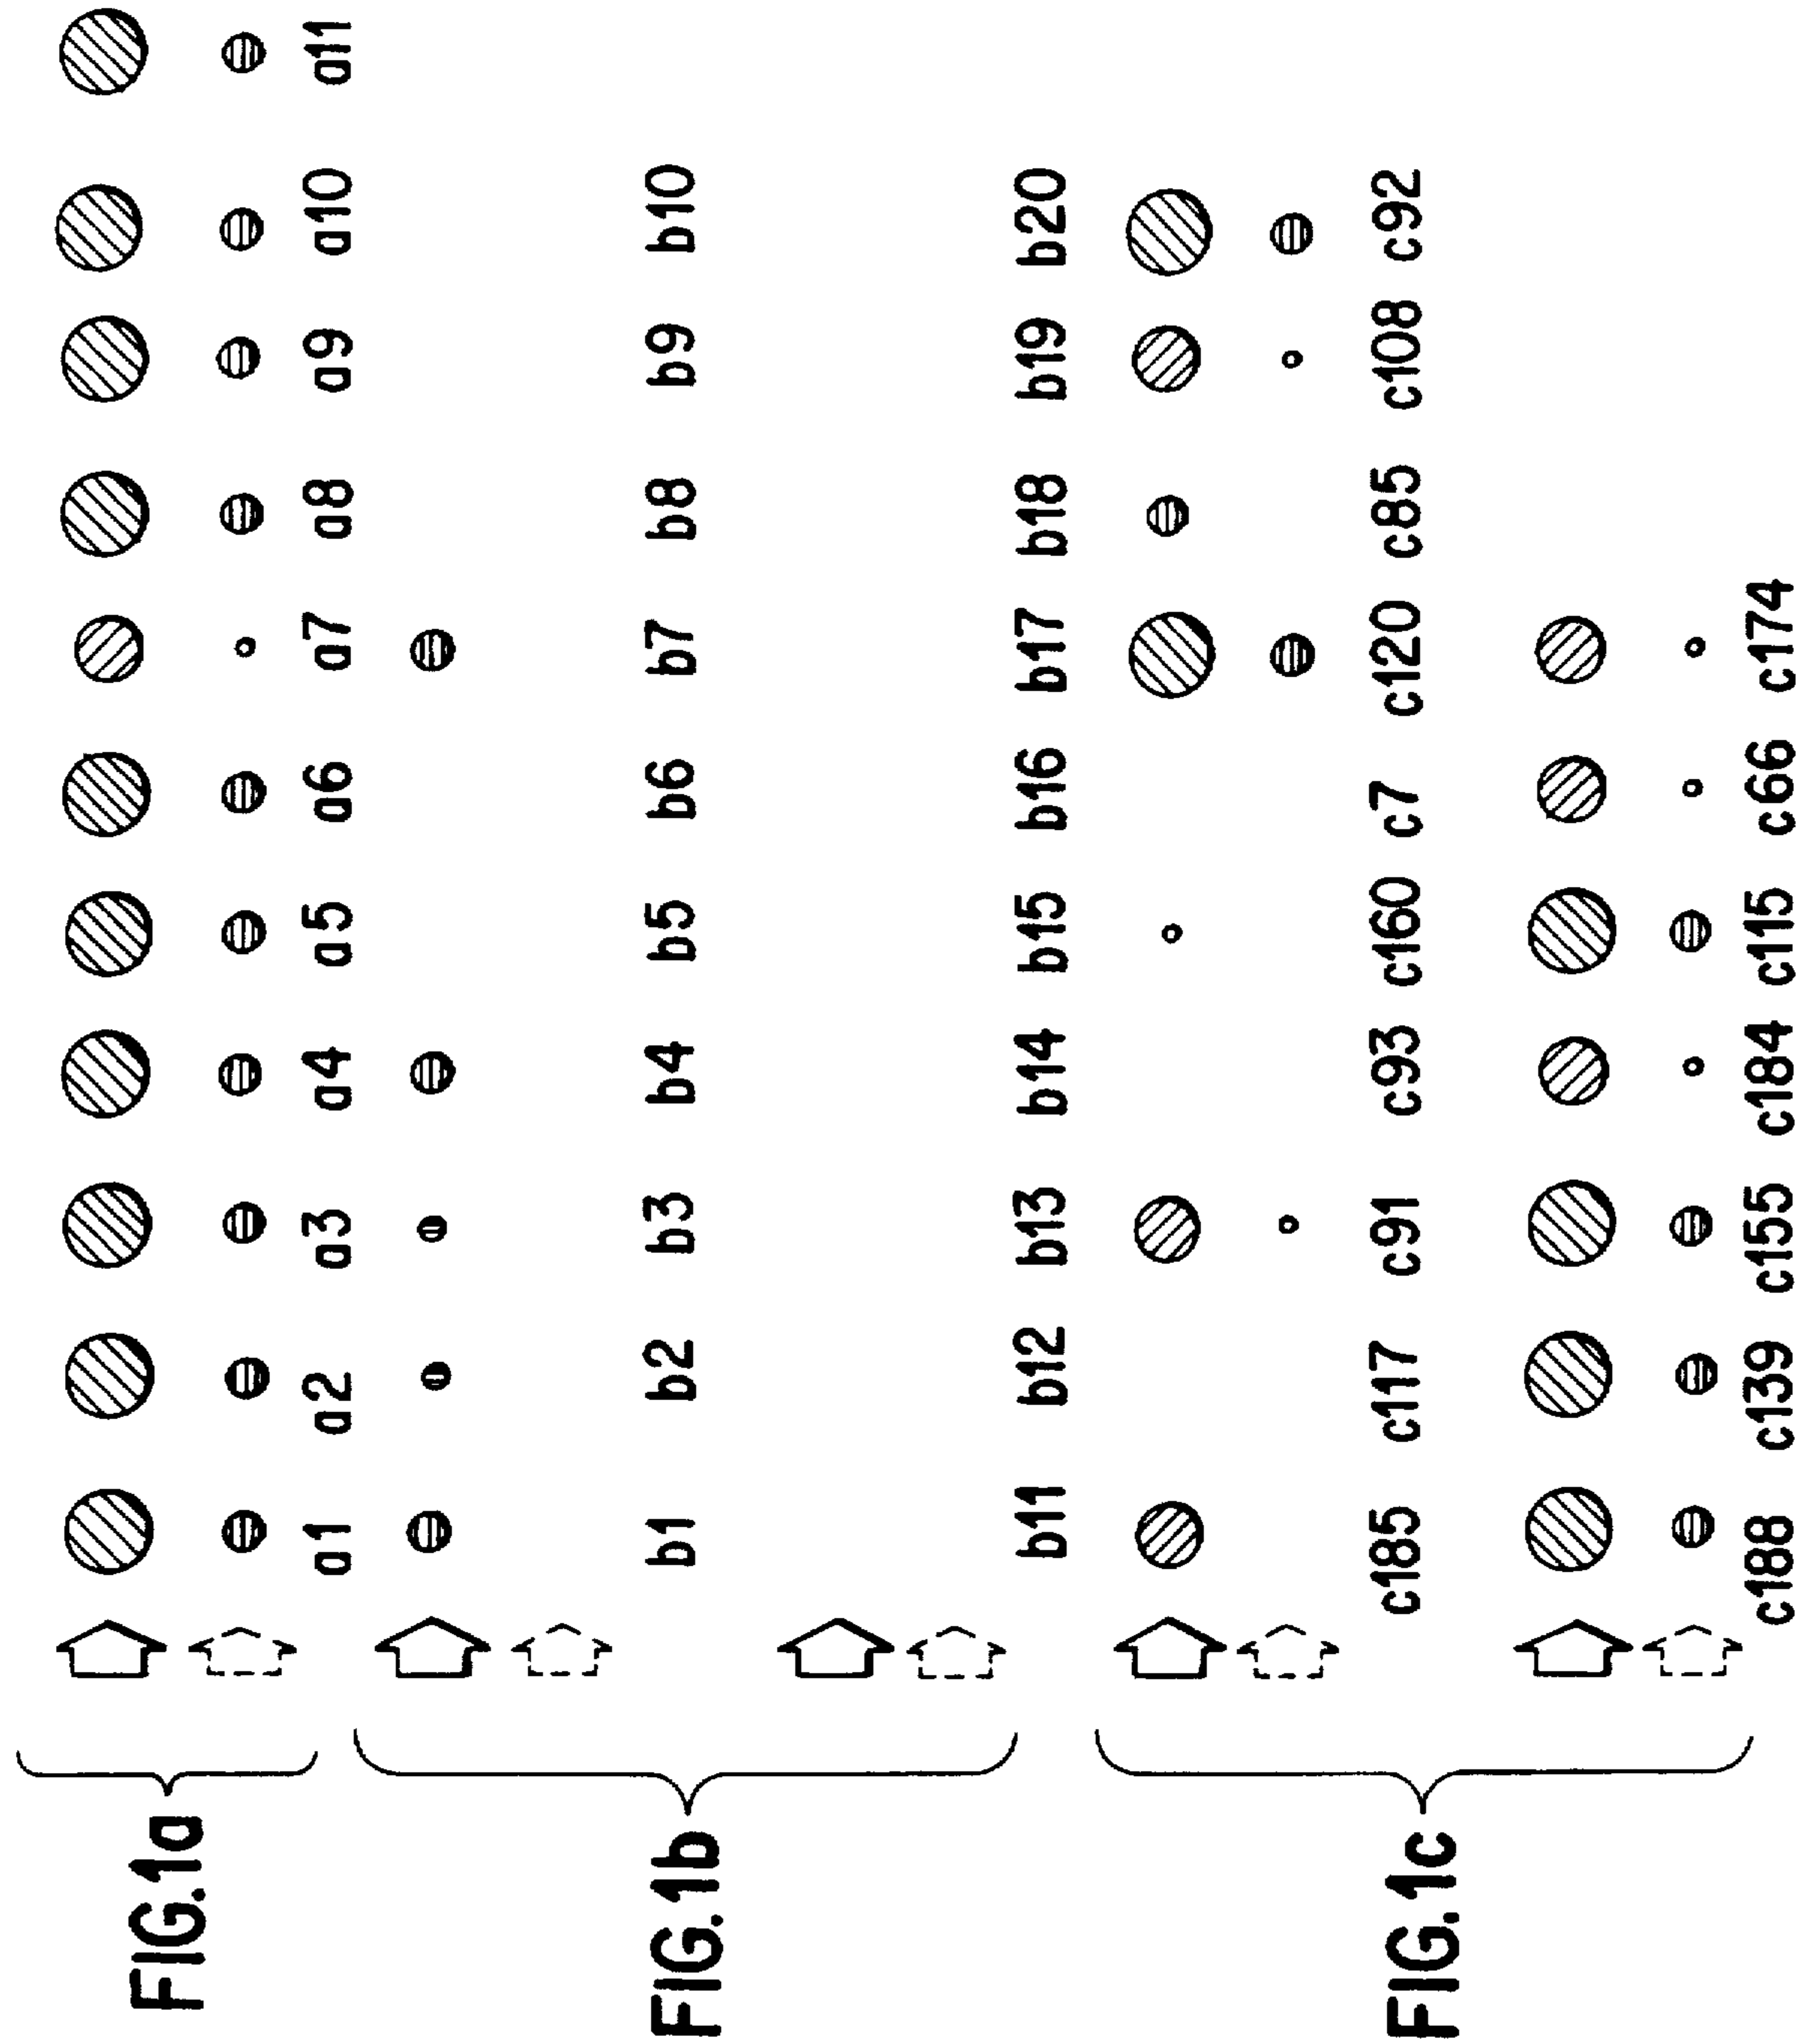 FIG.1a
a1 a2 a3 a4 a5 a6 a7 a8 a9 a10 a11
FIG.1b
b1 b2 b3 b4 b5 b6 b7 b8 b9 b10
b11 b12 b13 b14 b15 b16 b17 b18 b19 b20
FIG.1c
c185 c117 c91 c93 c160 c7 c120 c85 c108 c92
c188 c139 c155 c184 c115 c66 c174